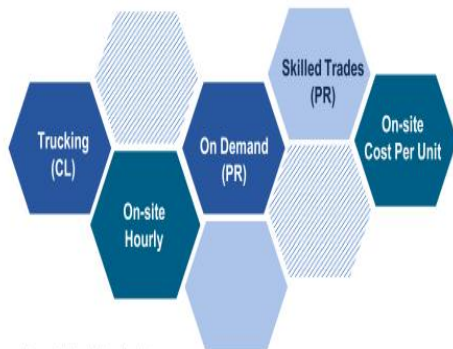 Skilled Trades
(PR)
Trucking
(CL)
On Demand
(PR)
On-site
Cost Per Unit
On-site
Hourly